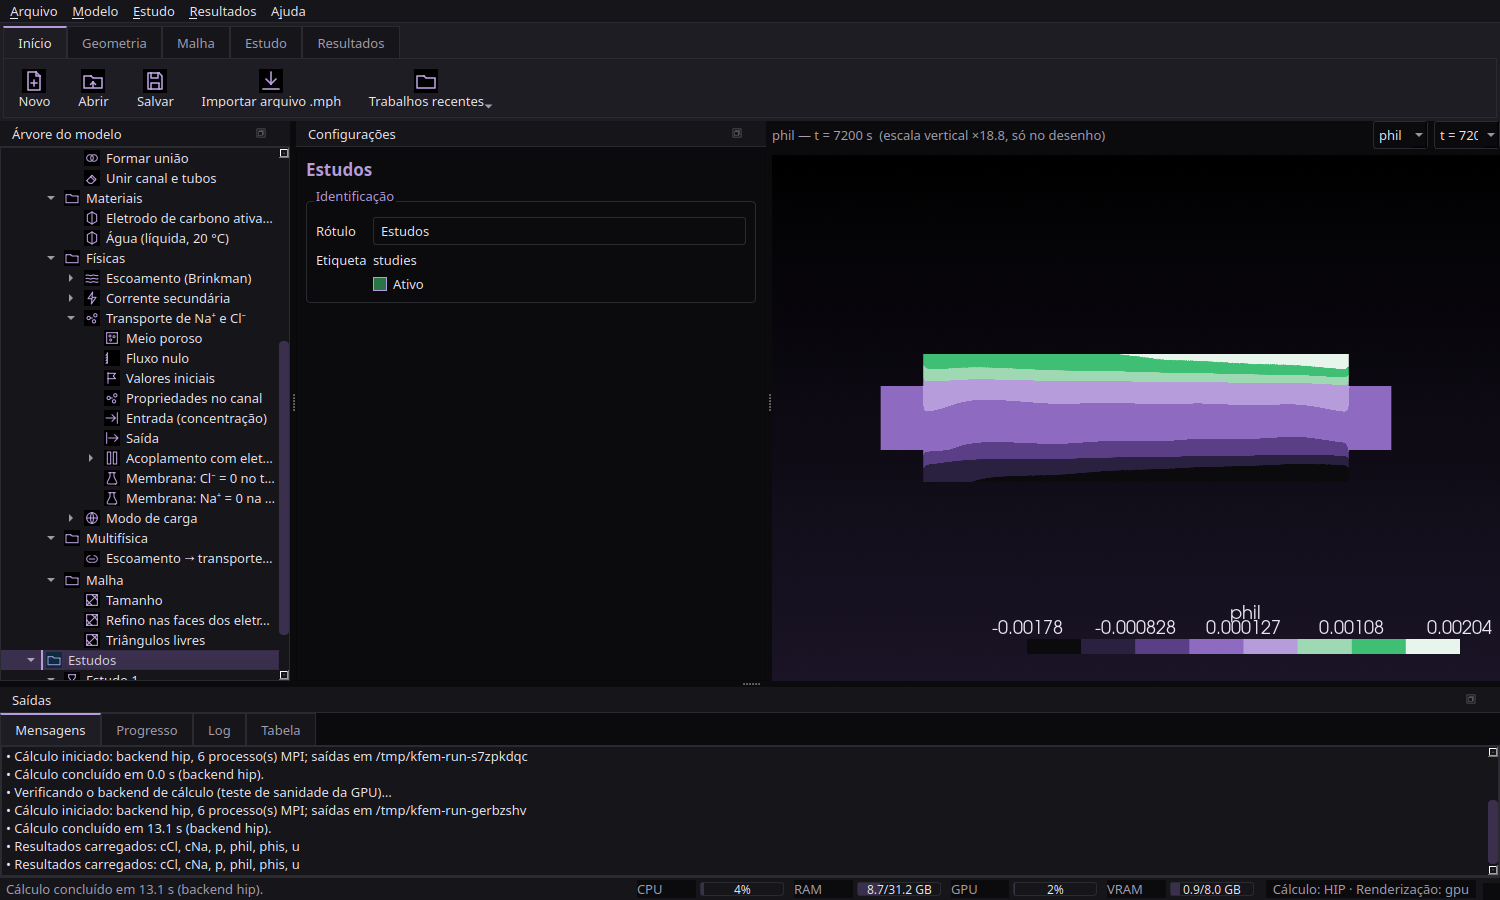 Arquivo Modelo Estudo Resultados Ajuda
Início Geometria Malha Estudo Resultados
Novo Abrir Salvar Importar arquivo .mph Trabalhos recentes
Árvore do modelo
Formar união
Unir canal e tubos
Materiais
Eletrodo de carbono ativa...
Água (líquida, 20 °C)
Físicas
Escoamento (Brinkman)
Corrente secundária
Transporte de Na⁺ e Cl⁻
Meio poroso
Fluxo nulo
Valores iniciais
Propriedades no canal
Entrada (concentração)
Saída
Acoplamento com elet...
Membrana: Cl⁻ = 0 no t...
Membrana: Na⁺ = 0 na ...
Modo de carga
Multifísica
Escoamento → transporte...
Malha
Tamanho
Refino nas faces dos eletr...
Triângulos livres
Estudos
Estudo 1
Configurações
Estudos
Identificação
Rótulo Estudos
Etiqueta studies
Ativo
phil — t = 7200 s (escala vertical ×18.8, só no desenho) phil t = 720
phil
-0.00178 -0.000828 0.000127 0.00108 0.00204
Saídas
Mensagens Progresso Log Tabela
• Cálculo iniciado: backend hip, 6 processo(s) MPI; saídas em /tmp/kfem-run-s7zpkdqc
• Cálculo concluído em 0.0 s (backend hip).
• Verificando o backend de cálculo (teste de sanidade da GPU)...
• Cálculo iniciado: backend hip, 6 processo(s) MPI; saídas em /tmp/kfem-run-gerbzshv
• Cálculo concluído em 13.1 s (backend hip).
• Resultados carregados: cCl, cNa, p, phil, phis, u
• Resultados carregados: cCl, cNa, p, phil, phis, u
Cálculo concluído em 13.1 s (backend hip). CPU 4% RAM 8.7/31.2 GB GPU 2% VRAM 0.9/8.0 GB Cálculo: HIP · Renderização: gpu